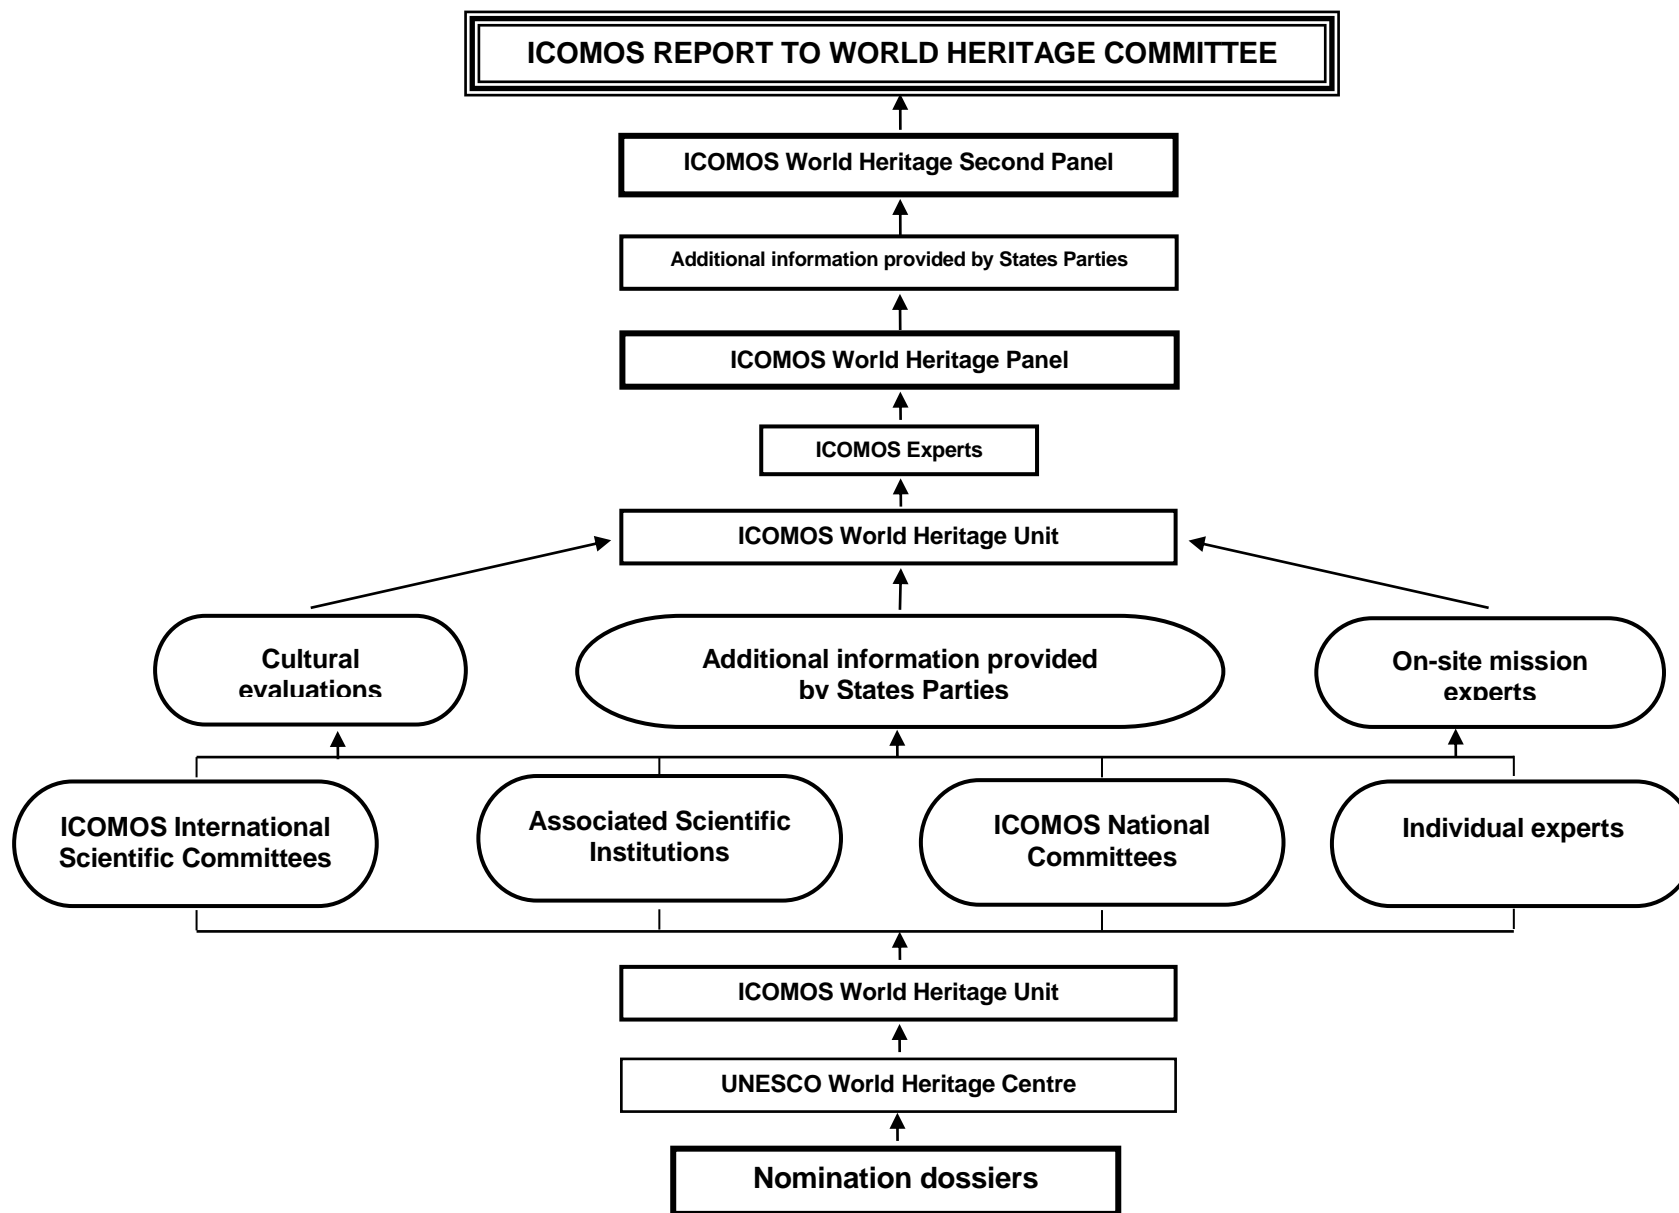 ICOMOS REPORT TO WORLD HERITAGE COMMITTEE
ICOMOS World Heritage Second Panel
Additional information provided by States Parties
ICOMOS World Heritage Panel
ICOMOS Experts
ICOMOS World Heritage Unit
Cultural
evaluations
Additional information provided
by States Parties
On-site mission
experts
ICOMOS International
Scientific Committees
Associated Scientific
Institutions
ICOMOS National
Committees
Individual experts
ICOMOS World Heritage Unit
UNESCO World Heritage Centre
Nomination dossiers